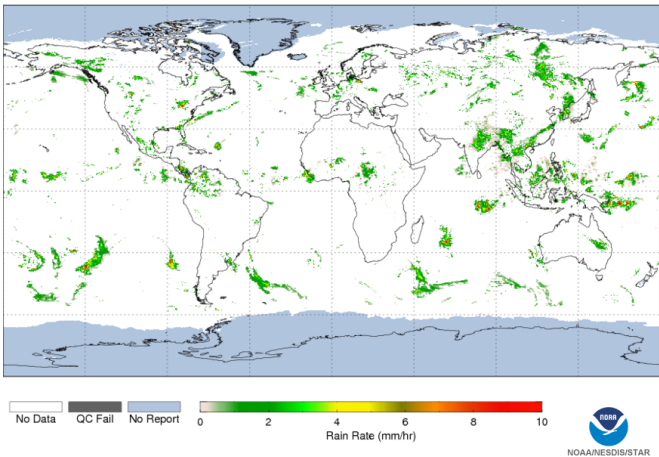 No Data
QC Fail
No Report
0 2 4 6 8 10
Rain Rate (mm/hr)
NOAA
NOAA/NESDIS/STAR